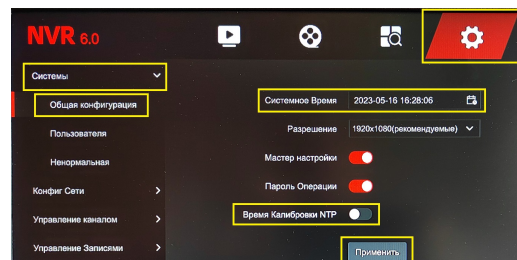 NVR 6.0
Системы
Общая конфигурация
Пользователя
Ненормальная
Конфиг Сети
Управление каналом
Управление Записями
Системное Время 2023-05-16 16:28:06
Разрешение 1920x1080(рекомендуемые)
Мастер настройки
Пароль Операции
Время Калибровки NTP
Применить